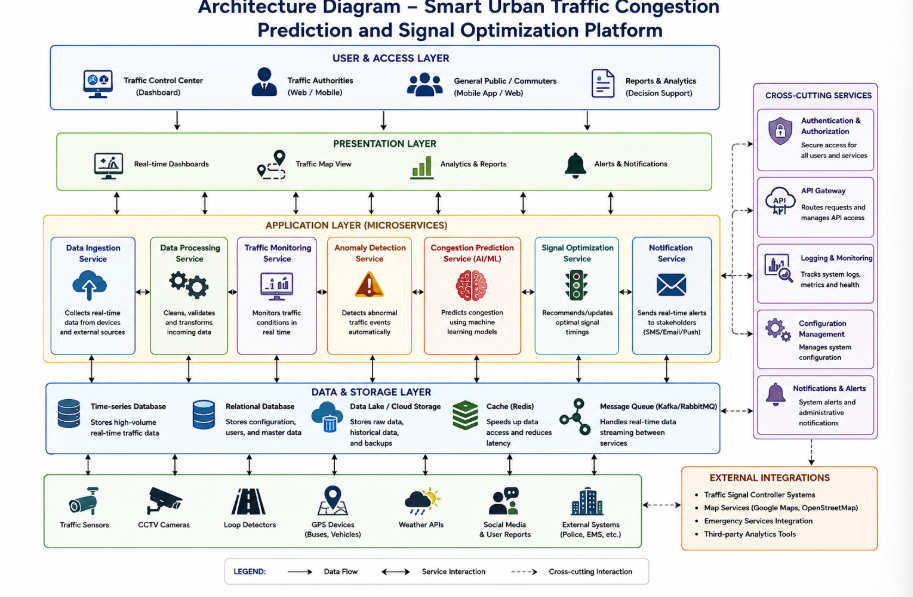 Architecture Diagram – Smart Urban Traffic Congestion
Prediction and Signal Optimization Platform
USER & ACCESS LAYER
Traffic Control Center
(Dashboard)
Traffic Authorities
(Web / Mobile)
General Public / Commuters
(Mobile App / Web)
Reports & Analytics
(Decision Support)
PRESENTATION LAYER
Real-time Dashboards
Traffic Map View
Analytics & Reports
Alerts & Notifications
APPLICATION LAYER (MICROSERVICES)
Data Ingestion
Service
Collects real-time
data from devices
and external sources
Data Processing
Service
Cleans, validates
and transforms
incoming data
Traffic Monitoring
Service
Monitors traffic
conditions in
real time
Anomaly Detection
Service
Detects abnormal
traffic events
automatically
Congestion Prediction
Service (AI/ML)
Predicts congestion
using machine
learning models
Signal Optimization
Service
Recommends/updates
optimal signal
timings
Notification
Service
Sends real-time alerts
to stakeholders
(SMS/Email/Push)
DATA & STORAGE LAYER
Time-series Database
Stores high-volume
real-time traffic data
Relational Database
Stores configuration,
users, and master data
Data Lake / Cloud Storage
Stores raw data,
historical data,
and backups
Cache (Redis)
Speeds up data
access and reduces
latency
Message Queue (Kafka/RabbitMQ)
Handles real-time data
streaming between
services
Traffic Sensors
CCTV Cameras
Loop Detectors
GPS Devices
(Buses, Vehicles)
Weather APIs
Social Media
& User Reports
External Systems
(Police, EMS, etc.)
CROSS-CUTTING SERVICES
Authentication &
Authorization
Secure access for
all users and services
API
API Gateway
Routes requests and
manages API access
Logging & Monitoring
Tracks system logs,
metrics and health
Configuration
Management
Manages system
configuration
Notifications & Alerts
System alerts and
administrative
notifications
EXTERNAL INTEGRATIONS
• Traffic Signal Controller Systems
• Map Services (Google Maps, OpenStreetMap)
• Emergency Services Integration
• Third-party Analytics Tools
LEGEND:
Data Flow
Service Interaction
Cross-cutting Interaction